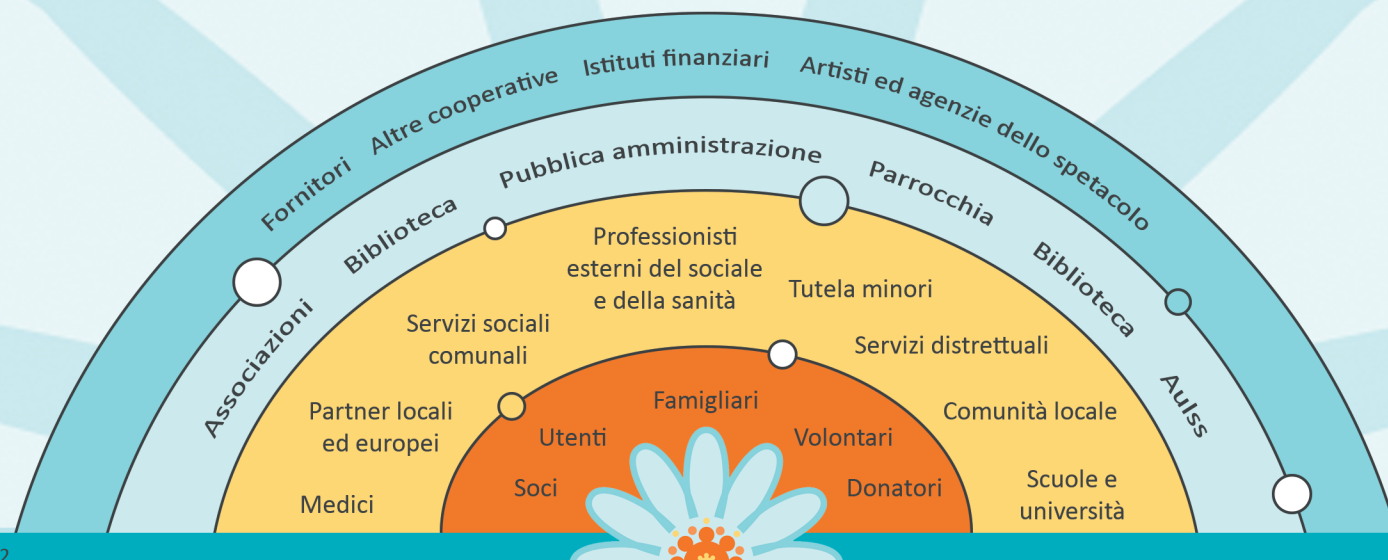 Fornitori
Altre cooperative
Istituti finanziari
Artisti ed agenzie dello spetacolo
Associazioni
Biblioteca
Pubblica amministrazione
Parrocchia
Biblioteca
Aulss
Medici
Partner locali
ed europei
Servizi sociali
comunali
Professionisti
esterni del sociale
e della sanità
Tutela minori
Servizi distrettuali
Comunità locale
Scuole e
università
Soci
Utenti
Famigliari
Volontari
Donatori
2